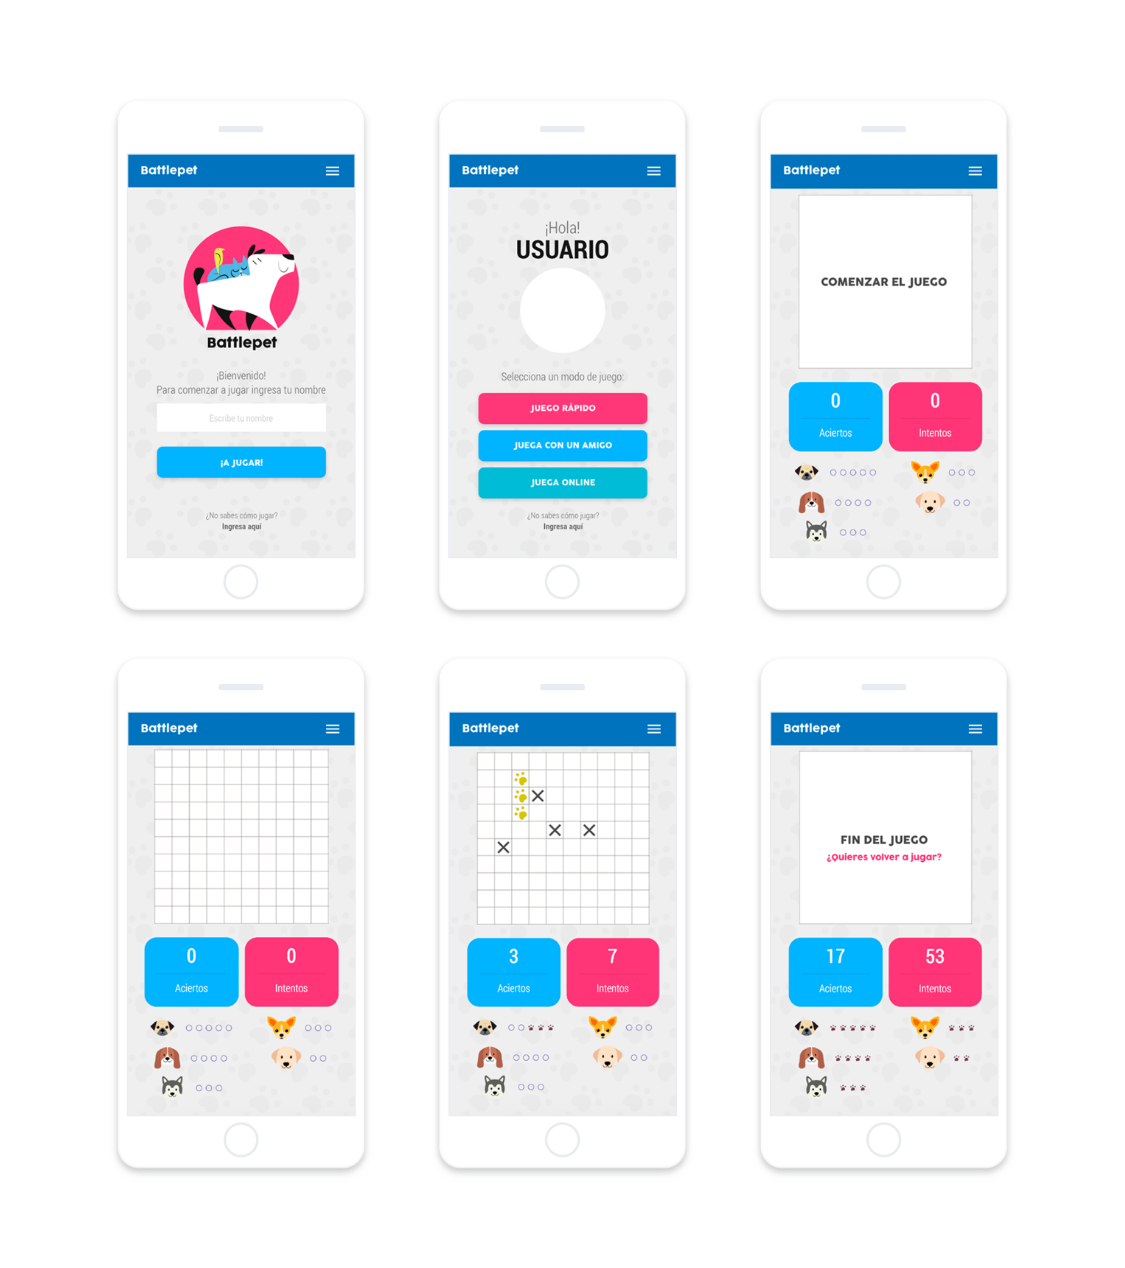 Battlepet
Battlepet
¡Bienvenido!
Para comenzar a jugar ingresa tu nombre
Escribe tu nombre
¡A JUGAR!
¿No sabes cómo jugar?
Ingresa aquí
Battlepet
¡Hola!
USUARIO
Selecciona un modo de juego:
JUEGO RÁPIDO
JUEGA CON UN AMIGO
JUEGA ONLINE
¿No sabes cómo jugar?
Ingresa aquí
Battlepet
COMENZAR EL JUEGO
0 0
Aciertos Intentos
Battlepet
0 0
Aciertos Intentos
Battlepet
3 7
Aciertos Intentos
Battlepet
FIN DEL JUEGO
¿Quieres volver a jugar?
17 53
Aciertos Intentos